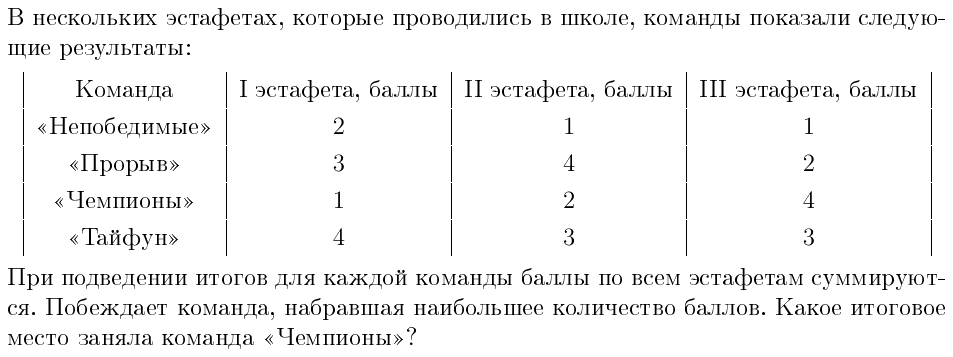 В нескольких эстафетах, которые проводились в школе, команды показали следую-
щие результаты:
Команда I эстафета, баллы II эстафета, баллы III эстафета, баллы
«Непобедимые» 2 1 1
«Прорыв» 3 4 2
«Чемпионы» 1 2 4
«Тайфун» 4 3 3
При подведении итогов для каждой команды баллы по всем эстафетам суммируют-
ся. Побеждает команда, набравшая наибольшее количество баллов. Какое итоговое
место заняла команда «Чемпионы»?